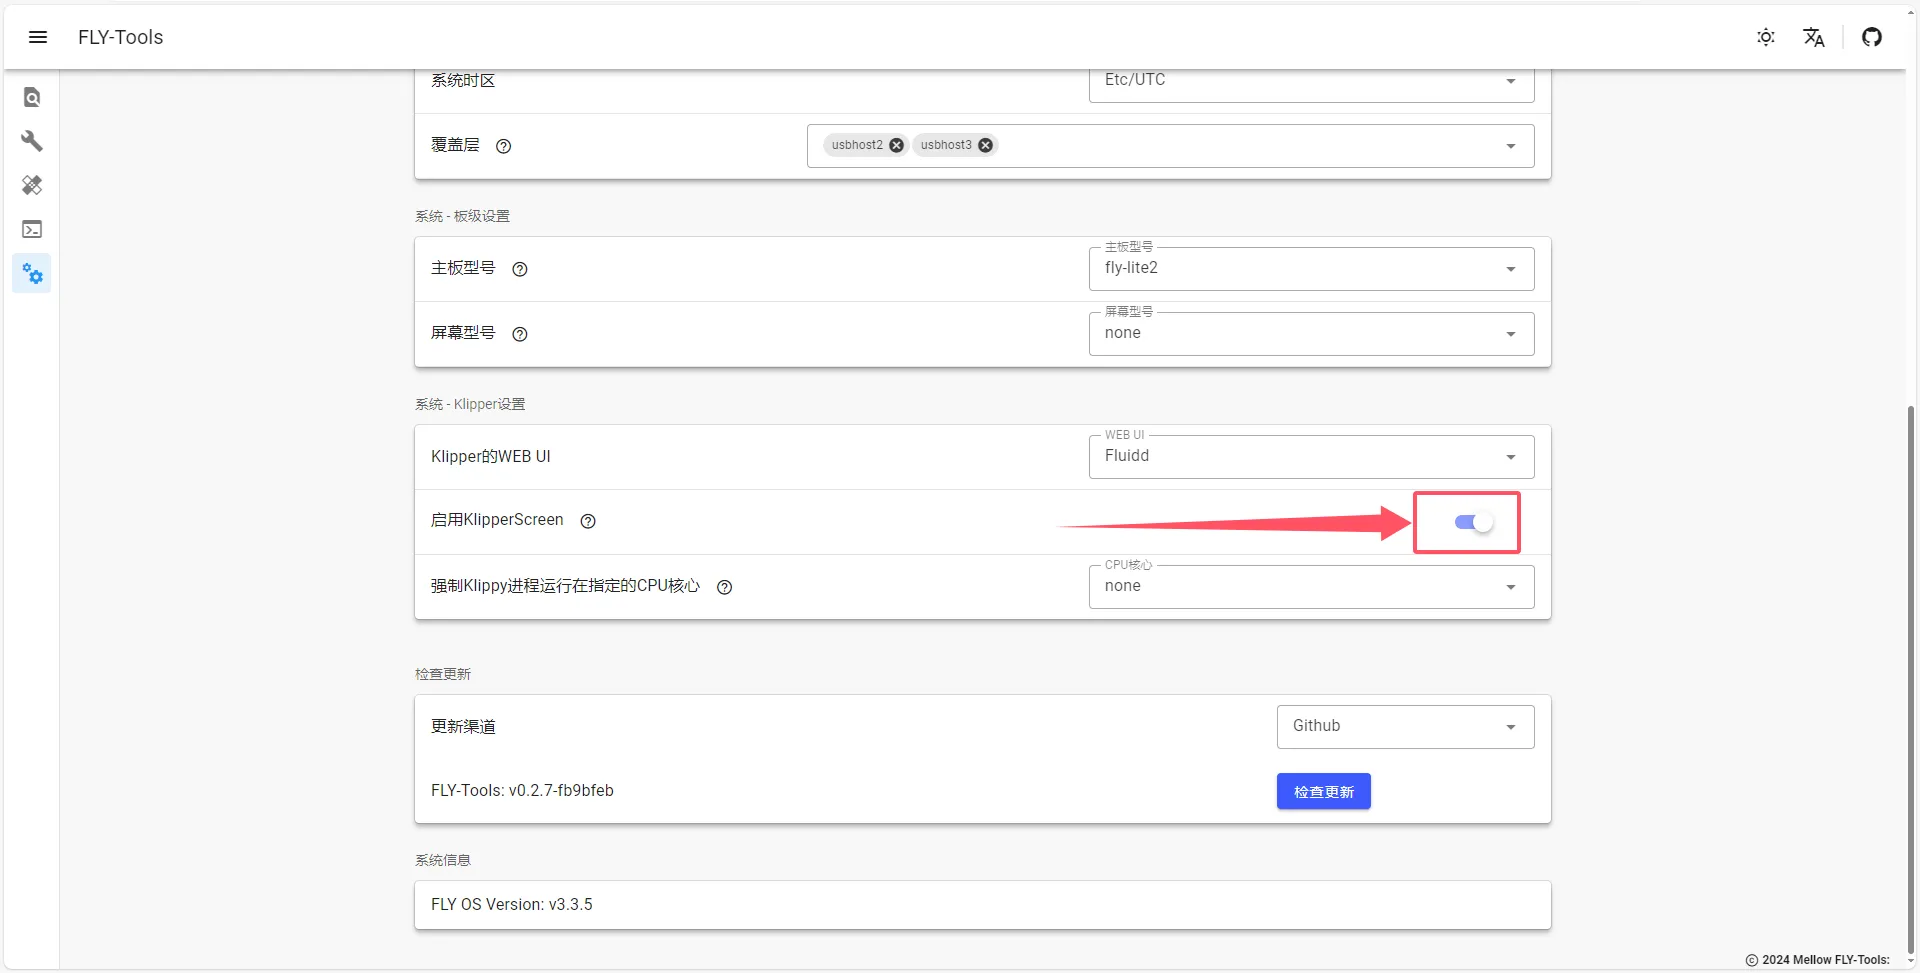 FLY-Tools
系统时区
Etc/UTC
覆盖层
usbhost2 usbhost3
系统 - 板级设置
主板型号
主板型号
fly-lite2
屏幕型号
屏幕型号
none
系统 - Klipper设置
Klipper的WEB UI
WEB UI
Fluidd
启用KlipperScreen
强制Klippy进程运行在指定的CPU核心
CPU核心
none
检查更新
更新渠道
Github
FLY-Tools: v0.2.7-fb9bfeb
检查更新
系统信息
FLY OS Version: v3.3.5
© 2024 Mellow FLY-Tools: